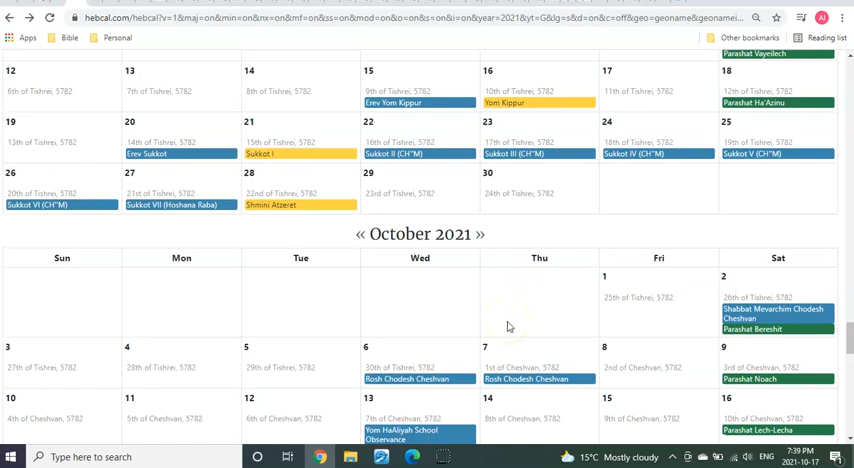 hebcal.com/hebcal?v=1&maj=on&min=on&nx=on&mf=on&ss=on&mod=on&o=on&s=on&i=on&year=2021&yt=G&lg=s&d=on&c=off&geo=geoname&geonamei...
AI
Apps Bible Personal Other bookmarks Reading list
Parashat Vayeilech
12 13 14 15 16 17 18
6th of Tishrei, 5782 7th of Tishrei, 5782 8th of Tishrei, 5782 9th of Tishrei, 5782 10th of Tishrei, 5782 11th of Tishrei, 5782 12th of Tishrei, 5782
Erev Yom Kippur Yom Kippur Parashat Ha'Azinu
19 20 21 22 23 24 25
13th of Tishrei, 5782 14th of Tishrei, 5782 15th of Tishrei, 5782 16th of Tishrei, 5782 17th of Tishrei, 5782 18th of Tishrei, 5782 19th of Tishrei, 5782
Erev Sukkot Sukkot I Sukkot II (CH''M) Sukkot III (CH''M) Sukkot IV (CH''M) Sukkot V (CH''M)
26 27 28 29 30
20th of Tishrei, 5782 21st of Tishrei, 5782 22nd of Tishrei, 5782 23rd of Tishrei, 5782 24th of Tishrei, 5782
Sukkot VI (CH''M) Sukkot VII (Hoshana Raba) Shmini Atzeret
« October 2021 »
Sun Mon Tue Wed Thu Fri Sat
1 2
25th of Tishrei, 5782 26th of Tishrei, 5782
Shabbat Mevarchim Chodesh
Cheshvan
Parashat Bereshit
3 4 5 6 7 8 9
27th of Tishrei, 5782 28th of Tishrei, 5782 29th of Tishrei, 5782 30th of Tishrei, 5782 1st of Cheshvan, 5782 2nd of Cheshvan, 5782 3rd of Cheshvan, 5782
Rosh Chodesh Cheshvan Rosh Chodesh Cheshvan Parashat Noach
10 11 12 13 14 15 16
4th of Cheshvan, 5782 5th of Cheshvan, 5782 6th of Cheshvan, 5782 7th of Cheshvan, 5782 8th of Cheshvan, 5782 9th of Cheshvan, 5782 10th of Cheshvan, 5782
Yom HaAliyah School
Observance
Parashat Lech-Lecha
Type here to search 15°C Mostly cloudy ENG 7:39 PM
2021-10-17